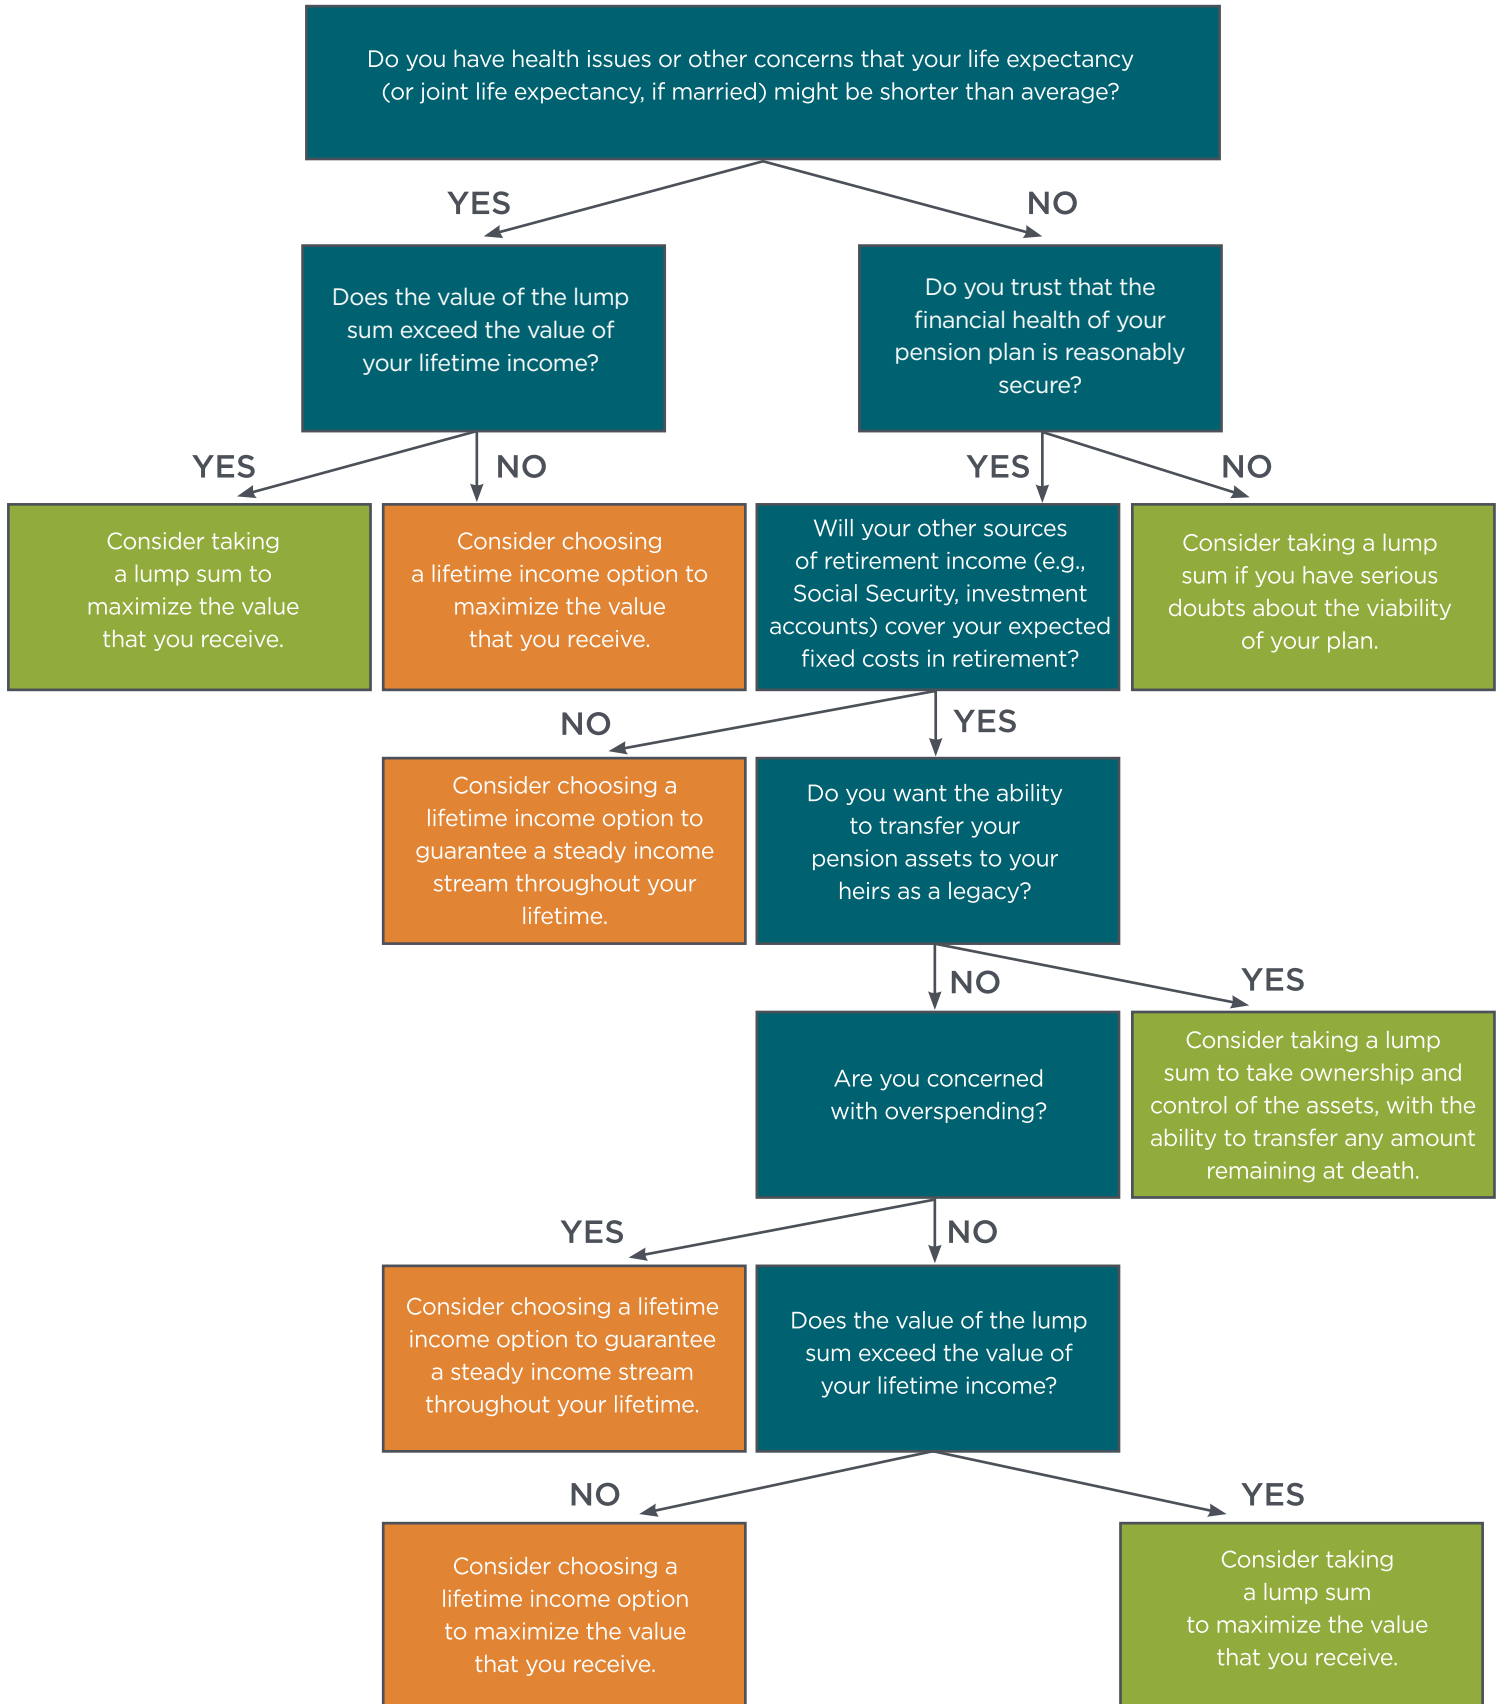 Do you have health issues or other concerns that your life expectancy
(or joint life expectancy, if married) might be shorter than average?
YES
NO
Does the value of the lump
sum exceed the value of
your lifetime income?
Do you trust that the
financial health of your
pension plan is reasonably
secure?
YES
NO
YES
NO
Consider taking
a lump sum to
maximize the value
that you receive.
Consider choosing
a lifetime income option to
maximize the value
that you receive.
Will your other sources
of retirement income (e.g.,
Social Security, investment
accounts) cover your expected
fixed costs in retirement?
Consider taking a lump
sum if you have serious
doubts about the viability
of your plan.
NO
YES
Consider choosing a
lifetime income option to
guarantee a steady income
stream throughout your
lifetime.
Do you want the ability
to transfer your
pension assets to your
heirs as a legacy?
NO
YES
Are you concerned
with overspending?
Consider taking a lump
sum to take ownership and
control of the assets, with the
ability to transfer any amount
remaining at death.
YES
NO
Consider choosing a lifetime
income option to guarantee
a steady income stream
throughout your lifetime.
Does the value of the lump
sum exceed the value of
your lifetime income?
NO
YES
Consider choosing a
lifetime income option
to maximize the value
that you receive.
Consider taking
a lump sum
to maximize the value
that you receive.